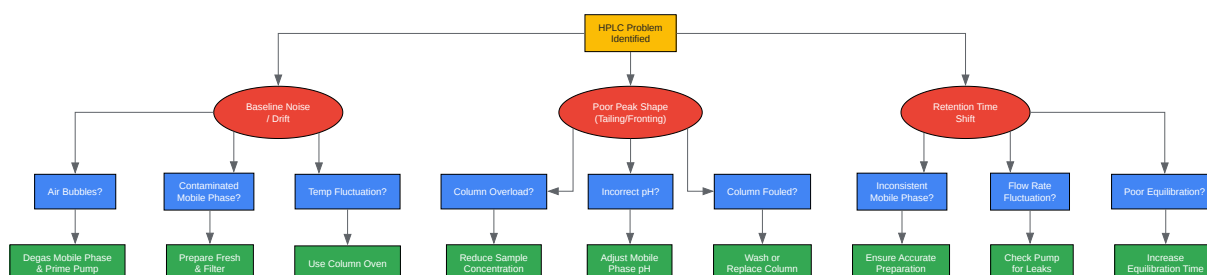 HPLC Problem
Identified
Baseline Noise
/ Drift
Poor Peak Shape
(Tailing/Fronting)
Retention Time
Shift
Air Bubbles?
Contaminated
Mobile Phase?
Temp Fluctuation?
Column Overload?
Incorrect pH?
Column Fouled?
Inconsistent
Mobile Phase?
Flow Rate
Fluctuation?
Poor Equilibration?
Degas Mobile Phase
& Prime Pump
Prepare Fresh
& Filter
Use Column Oven
Reduce Sample
Concentration
Adjust Mobile
Phase pH
Wash or
Replace Column
Ensure Accurate
Preparation
Check Pump
for Leaks
Increase
Equilibration Time